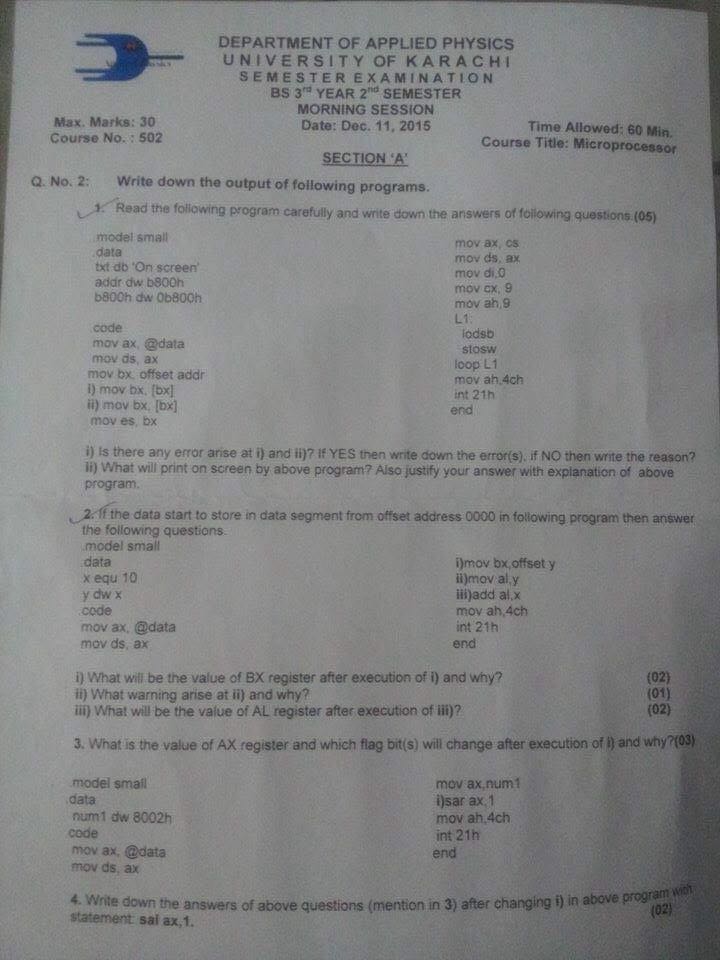 DEPARTMENT OF APPLIED PHYSICS
UNIVERSITY OF KARACHI
SEMESTER EXAMINATION
BS 3rd YEAR 2nd SEMESTER
MORNING SESSION
Max. Marks: 30
Date: Dec. 11, 2015
Time Allowed: 60 Min.
Course No. : 502
Course Title: Microprocessor
SECTION 'A'
Q. No. 2: Write down the output of following programs.
1. Read the following program carefully and write down the answers of following questions.(05)
.model small
.data
txt db 'On screen'
addr dw b800h
b800h dw 0b800h
.code
mov ax, @data
mov ds, ax
mov bx, offset addr
i) mov bx, [bx]
ii) mov bx, [bx]
mov es, bx
mov ax, cs
mov ds, ax
mov di,0
mov cx, 9
mov ah,9
L1:
lodsb
stosw
loop L1
mov ah,4ch
int 21h
end
i) Is there any error arise at i) and ii)? If YES then write down the error(s), if NO then write the reason?
ii) What will print on screen by above program? Also justify your answer with explanation of above
program.
2. If the data start to store in data segment from offset address 0000 in following program then answer
the following questions.
.model small
.data
x equ 10
y dw x
.code
mov ax, @data
mov ds, ax
i)mov bx,offset y
ii)mov al,y
iii)add al,x
mov ah,4ch
int 21h
end
i) What will be the value of BX register after execution of i) and why? (02)
ii) What warning arise at ii) and why? (01)
iii) What will be the value of AL register after execution of iii)? (02)
3. What is the value of AX register and which flag bit(s) will change after execution of i) and why?(03)
.model small
.data
num1 dw 8002h
code
mov ax, @data
mov ds, ax
mov ax,num1
i)sar ax,1
mov ah,4ch
int 21h
end
4. Write down the answers of above questions (mention in 3) after changing i) in above program with
statement: sal ax,1. (02)